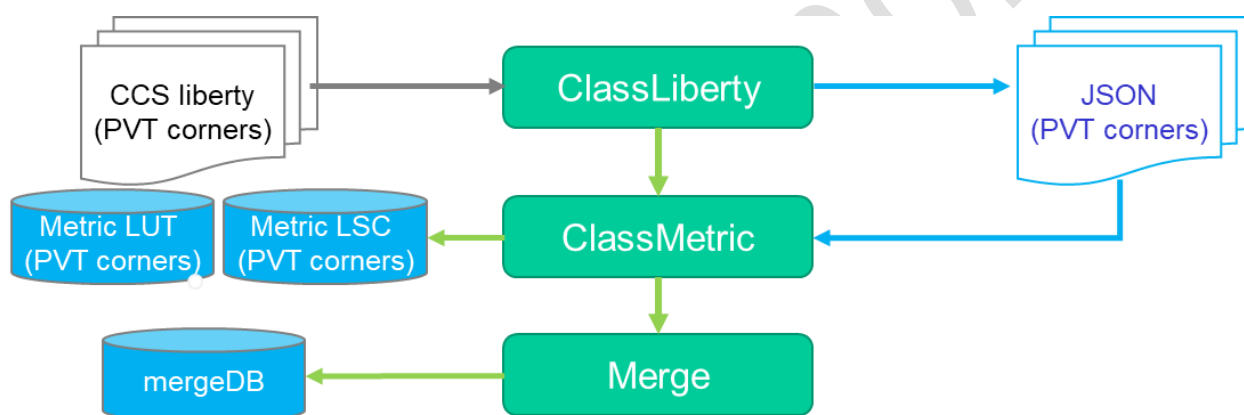 CCS liberty
(PVT corners)
ClassLiberty
JSON
(PVT corners)
Metric LUT
(PVT corners)
Metric LSC
(PVT corners)
ClassMetric
mergeDB
Merge